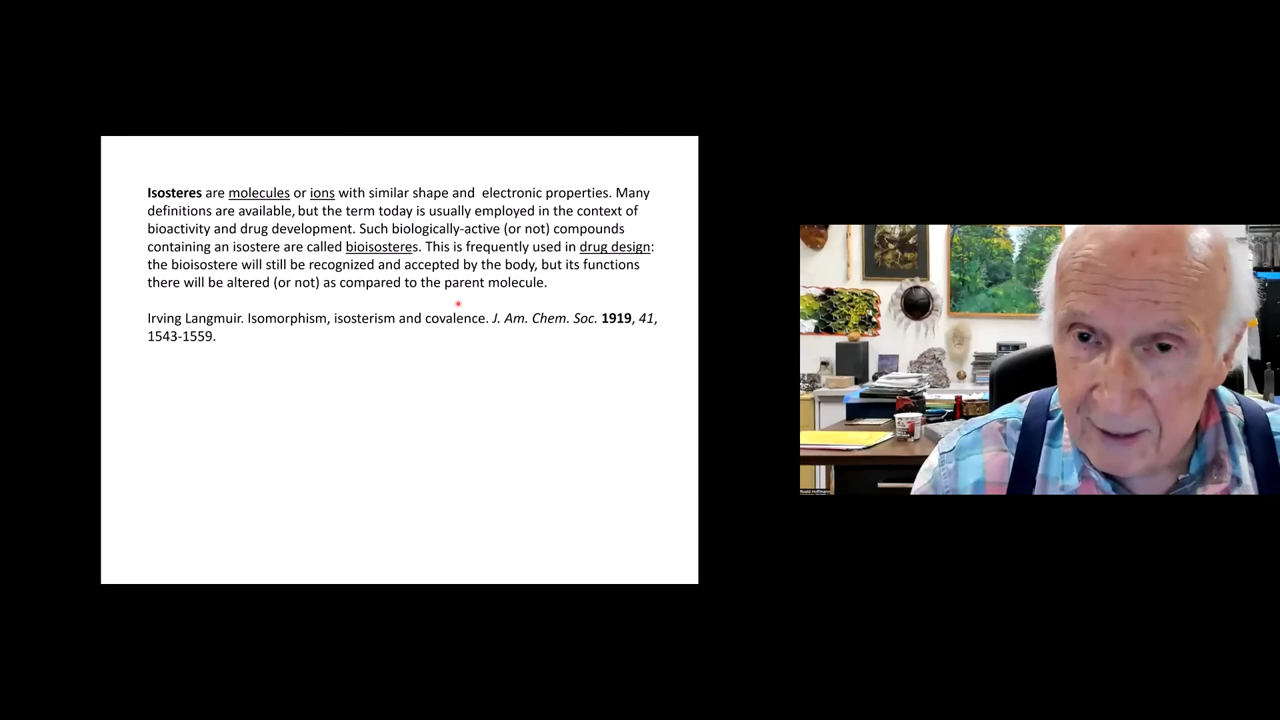 Isosteres are molecules or ions with similar shape and  electronic properties. Many
definitions are available, but the term today is usually employed in the context of
bioactivity and drug development. Such biologically-active (or not) compounds
containing an isostere are called bioisosteres. This is frequently used in drug design:
the bioisostere will still be recognized and accepted by the body, but its functions
there will be altered (or not) as compared to the parent molecule.
Irving Langmuir. Isomorphism, isosterism and covalence. J. Am. Chem. Soc. 1919, 41,
1543-1559.
Roald Hoffmann